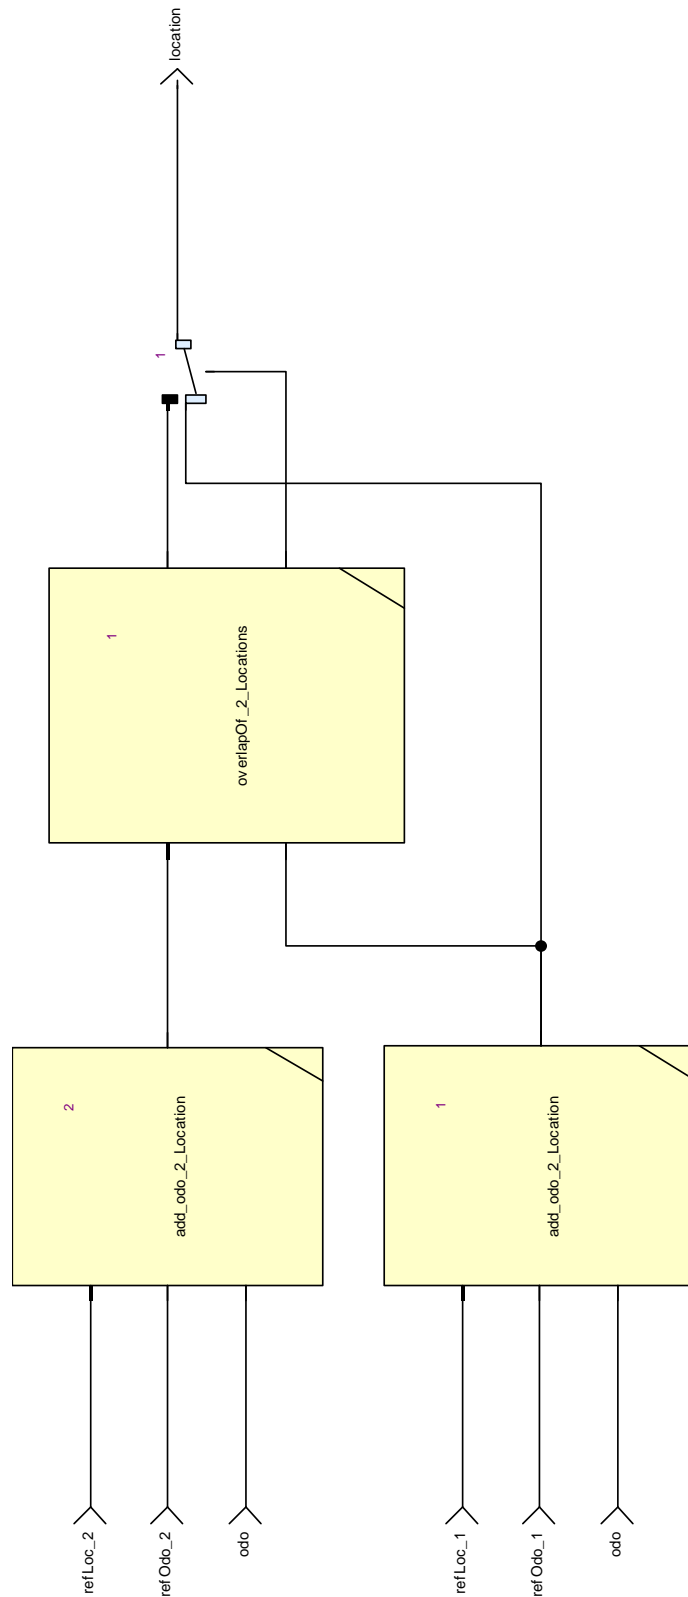 refLoc_2
refOdo_2
odo
2
add_odo_2_Location
refLoc_1
refOdo_1
odo
1
add_odo_2_Location
1
overlapOf_2_Locations
1
location